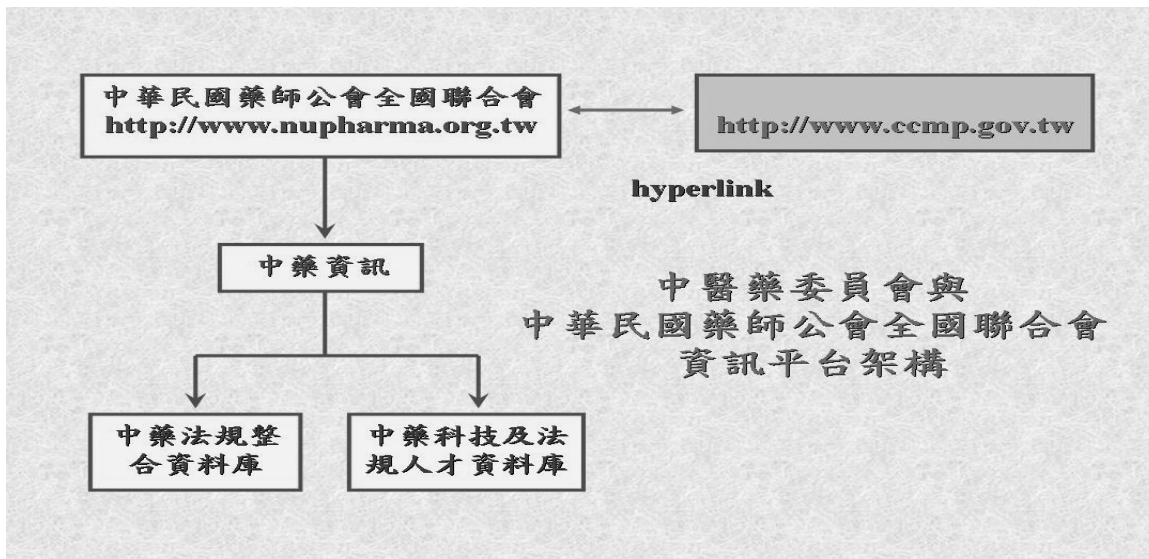 中華民國藥師公會全國聯合會
http://www.nupharma.org.tw
http://www.ccmp.gov.tw
hyperlink
中藥資訊
中醫藥委員會與
中華民國藥師公會全國聯合會
資訊平台架構
中藥法規整
合資料庫
中藥科技及法
規人才資料庫